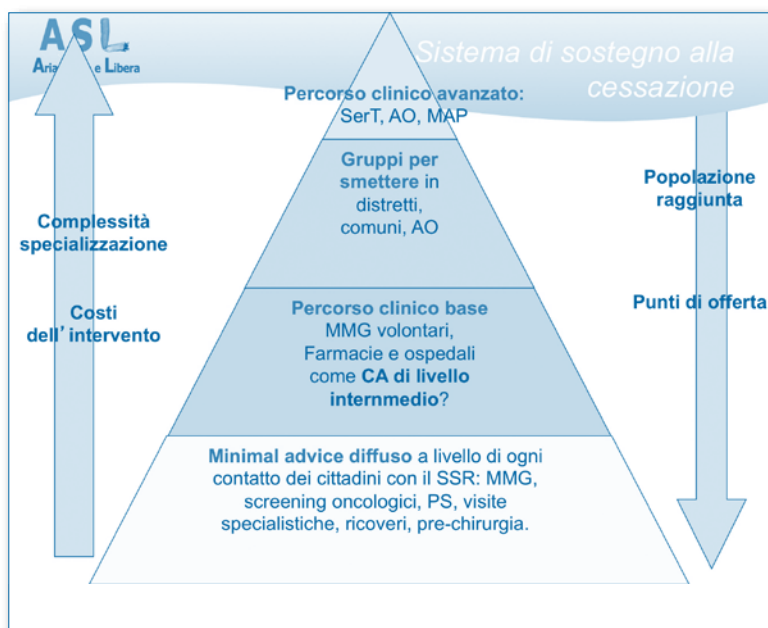 ASL
Aria e Libera
Sistema di sostegno alla
cessazione
Percorso clinico avanzato:
SerT, AO, MAP
Gruppi per
smettere in
distretti,
comuni, AO
Popolazione
raggiunta
Complessità
specializzazione
Percorso clinico base
MMG volontari,
Farmacie e ospedali
come CA di livello
internmedio?
Punti di offerta
Costi
dell'intervento
Minimal advice diffuso a livello di ogni
contatto dei cittadini con il SSR: MMG,
screening oncologici, PS, visite
specialistiche, ricoveri, pre-chirurgia.